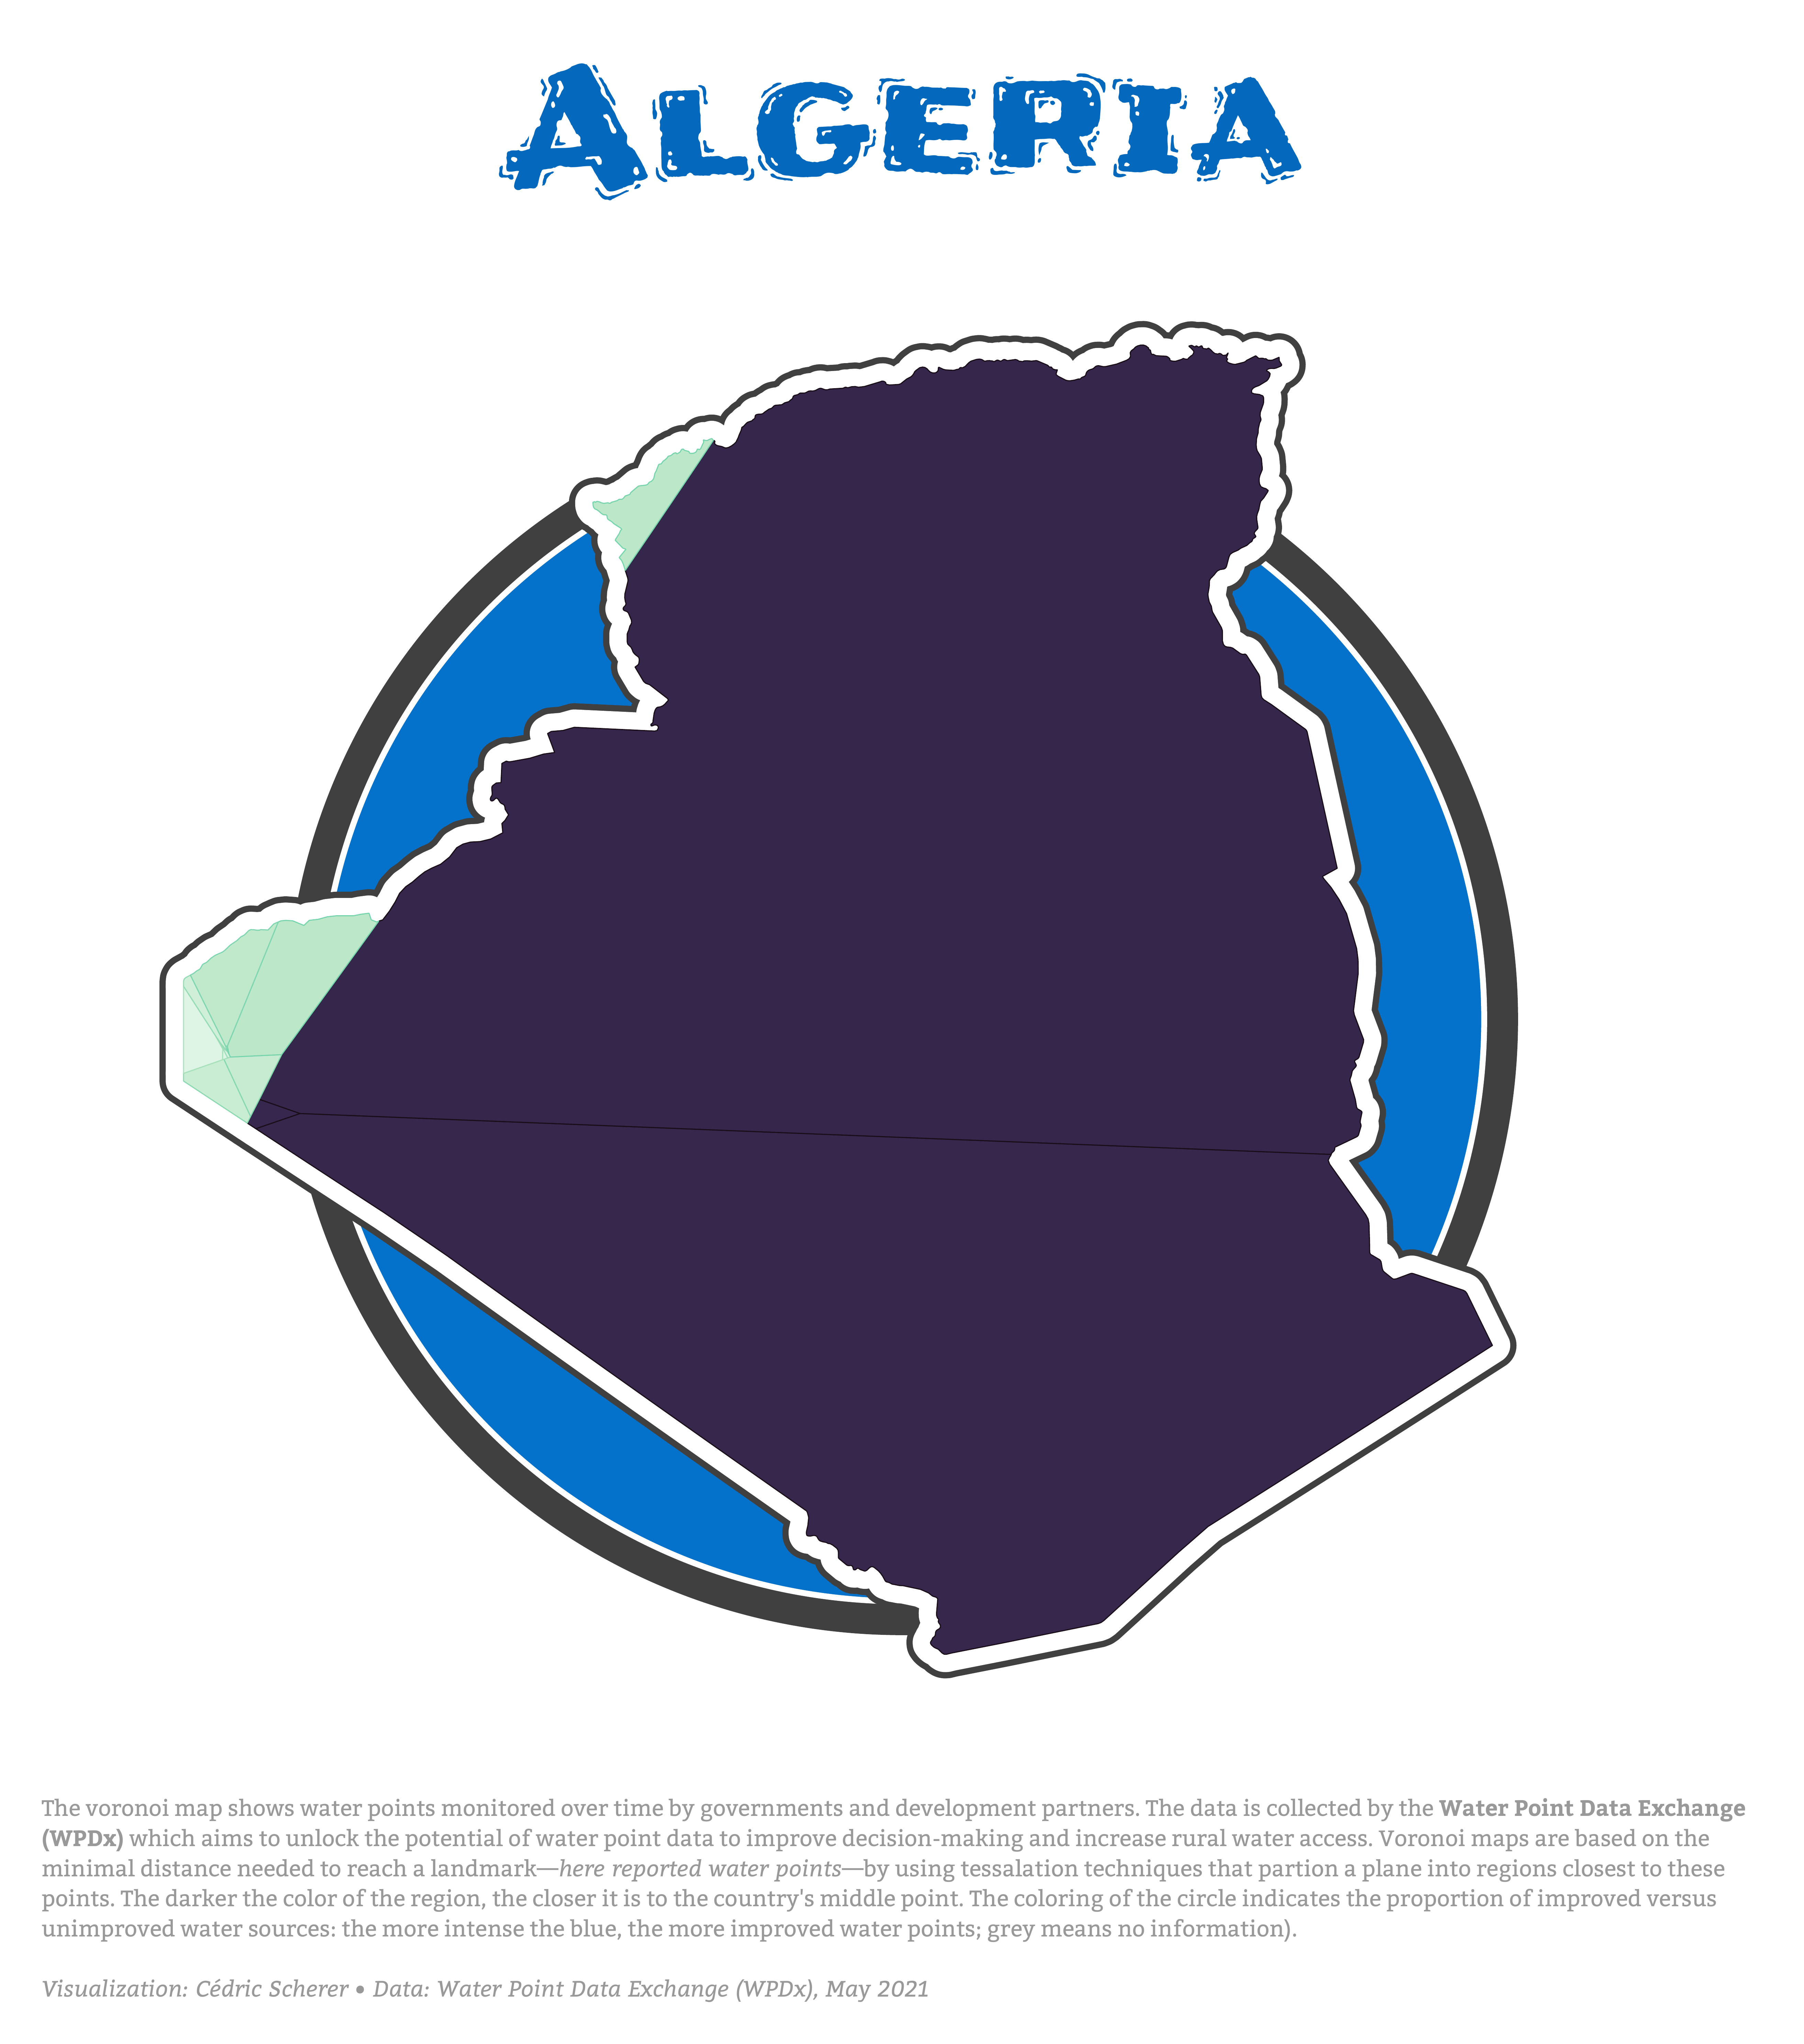 ALGERIA
The voronoi map shows water points monitored over time by governments and development partners. The data is collected by the Water Point Data Exchange
(WPDx) which aims to unlock the potential of water point data to improve decision-making and increase rural water access. Voronoi maps are based on the
minimal distance needed to reach a landmark—here reported water points—by using tessalation techniques that partion a plane into regions closest to these
points. The darker the color of the region, the closer it is to the country's middle point. The coloring of the circle indicates the proportion of improved versus
unimproved water sources: the more intense the blue, the more improved water points; grey means no information).
Visualization: Cédric Scherer • Data: Water Point Data Exchange (WPDx), May 2021